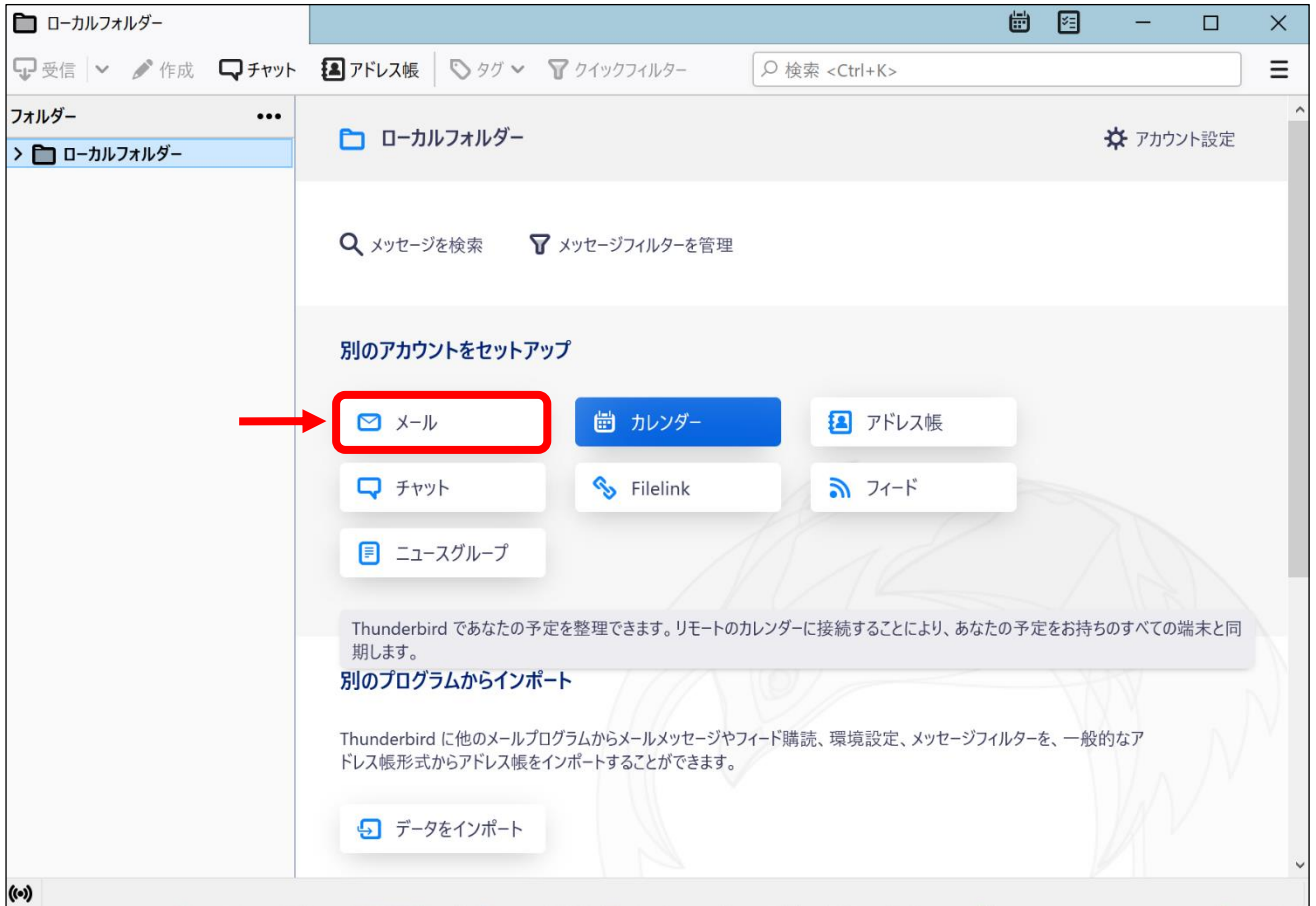 ローカルフォルダー
受信 作成 チャット アドレス帳 タグ クイックフィルター 検索 <Ctrl+K>
フォルダー
ローカルフォルダー
ローカルフォルダー アカウント設定
メッセージを検索 メッセージフィルターを管理
別のアカウントをセットアップ
メール カレンダー アドレス帳
チャット Filelink フィード
ニュースグループ
Thunderbird であなたの予定を整理できます。リモートのカレンダーに接続することにより、あなたの予定をお持ちのすべての端末と同
期します。
別のプログラムからインポート
Thunderbird に他のメールプログラムからメールメッセージやフィード購読、環境設定、メッセージフィルターを、一般的なア
ドレス帳形式からアドレス帳をインポートすることができます。
データをインポート